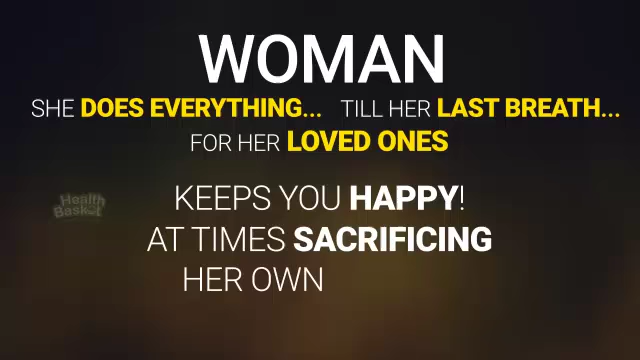 WOMAN
SHE DOES EVERYTHING... TILL HER LAST BREATH...
FOR HER LOVED ONES
KEEPS YOU HAPPY!
Health
Basket
AT TIMES SACRIFICING
HER OWN